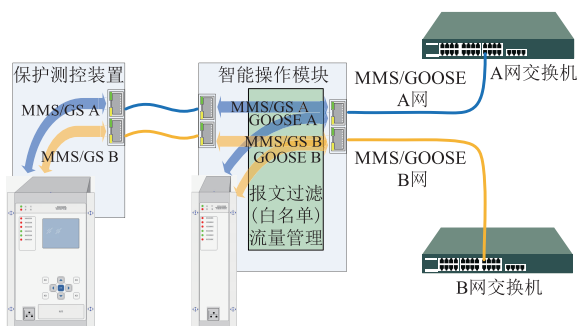 保护测控装置
MMS/GS A
MMS/GS B
智能操作模块
MMS/GS A
GOOSE A
MMS/GS B
GOOSE B
报文过滤
(白名单)
流量管理
MMS/GOOSE
A网
A网交换机
MMS/GOOSE
B网
B网交换机